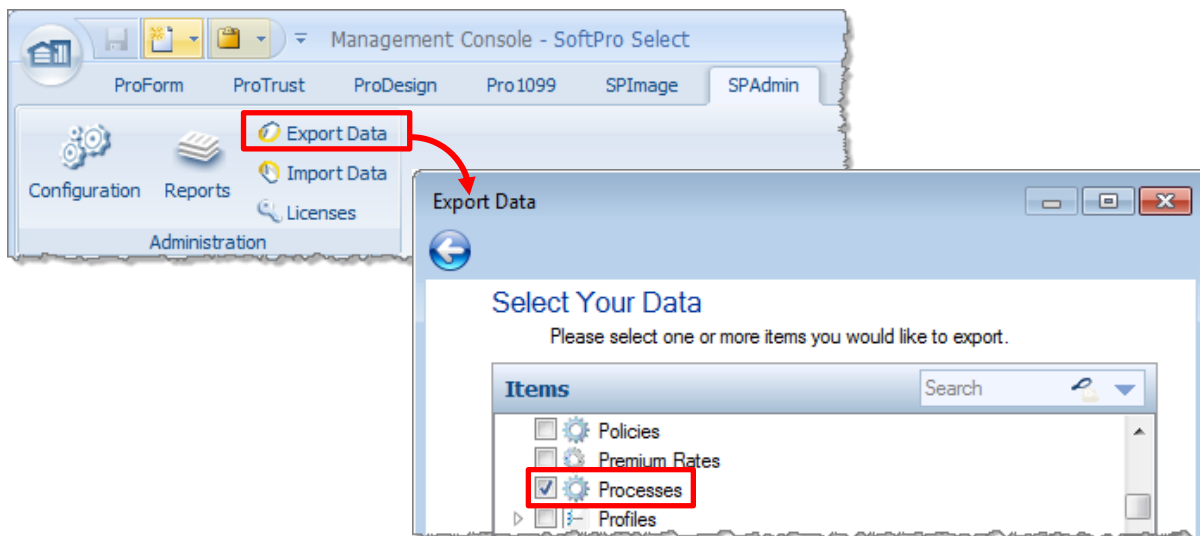 Management Console - SoftPro Select
ProForm ProTrust ProDesign Pro1099 SPImage SPAdmin
Configuration
Reports
Export Data
Import Data
Licenses
Administration
Export Data
Select Your Data
Please select one or more items you would like to export.
Items Search
Policies
Premium Rates
Processes
Profiles